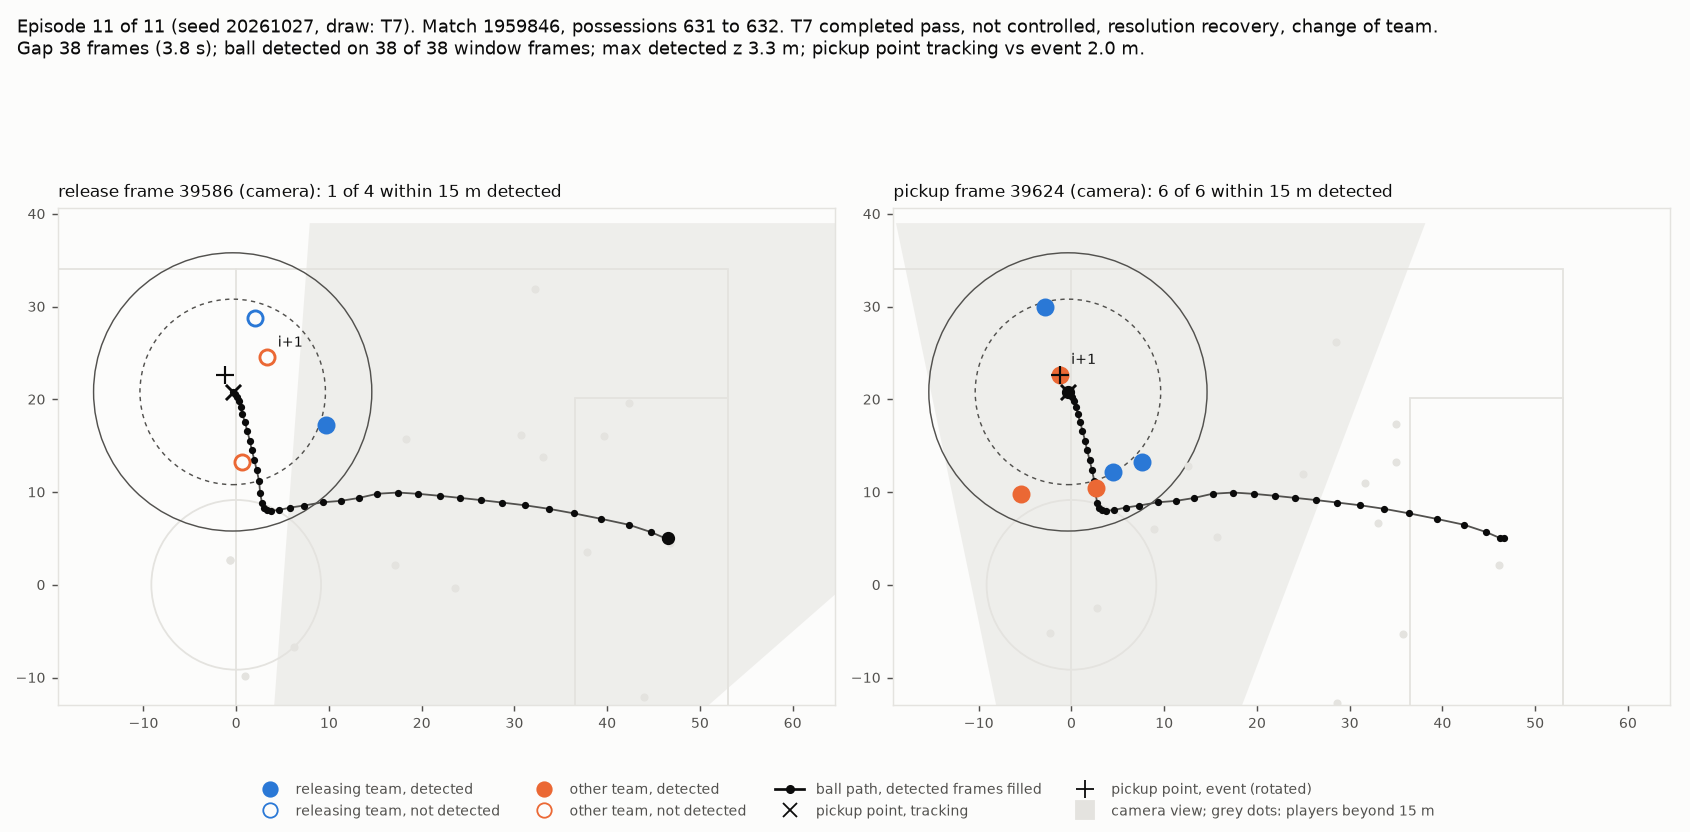 Episode 11 of 11 (seed 20261027, draw: T7). Match 1959846, possessions 631 to 632. T7 completed pass, not controlled, resolution recovery, change of team.
Gap 38 frames (3.8 s); ball detected on 38 of 38 window frames; max detected z 3.3 m; pickup point tracking vs event 2.0 m.
release frame 39586 (camera): 1 of 4 within 15 m detected
40
30
20
10
0
−10
i+1
−10 0 10 20 30 40 50 60
pickup frame 39624 (camera): 6 of 6 within 15 m detected
40
30
20
10
0
−10
i+1
−10 0 10 20 30 40 50 60
releasing team, detected
releasing team, not detected
other team, detected
other team, not detected
ball path, detected frames filled
pickup point, tracking
pickup point, event (rotated)
camera view; grey dots: players beyond 15 m